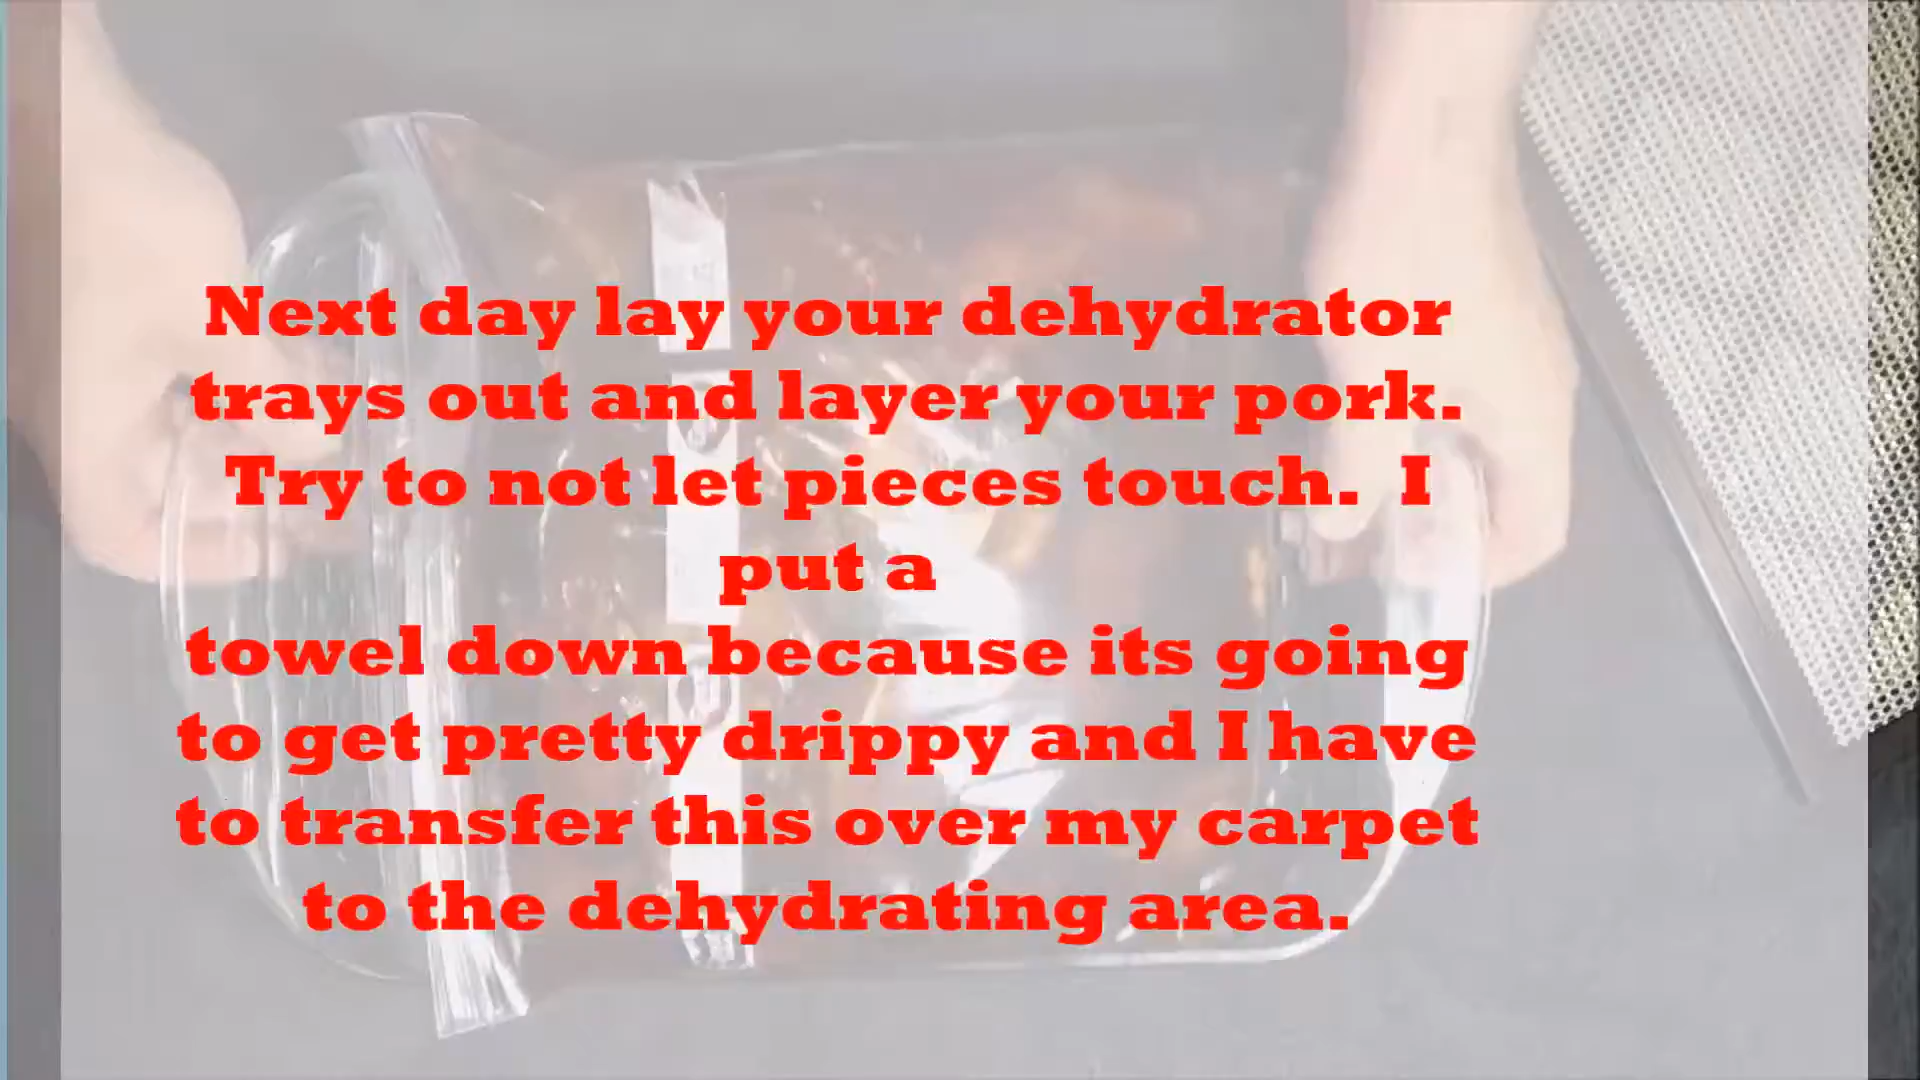 Next day lay your dehydrator
trays out and layer your pork.
Try to not let pieces touch.  I
put a
towel down because its going
to get pretty drippy and I have
to transfer this over my carpet
to the dehydrating area.